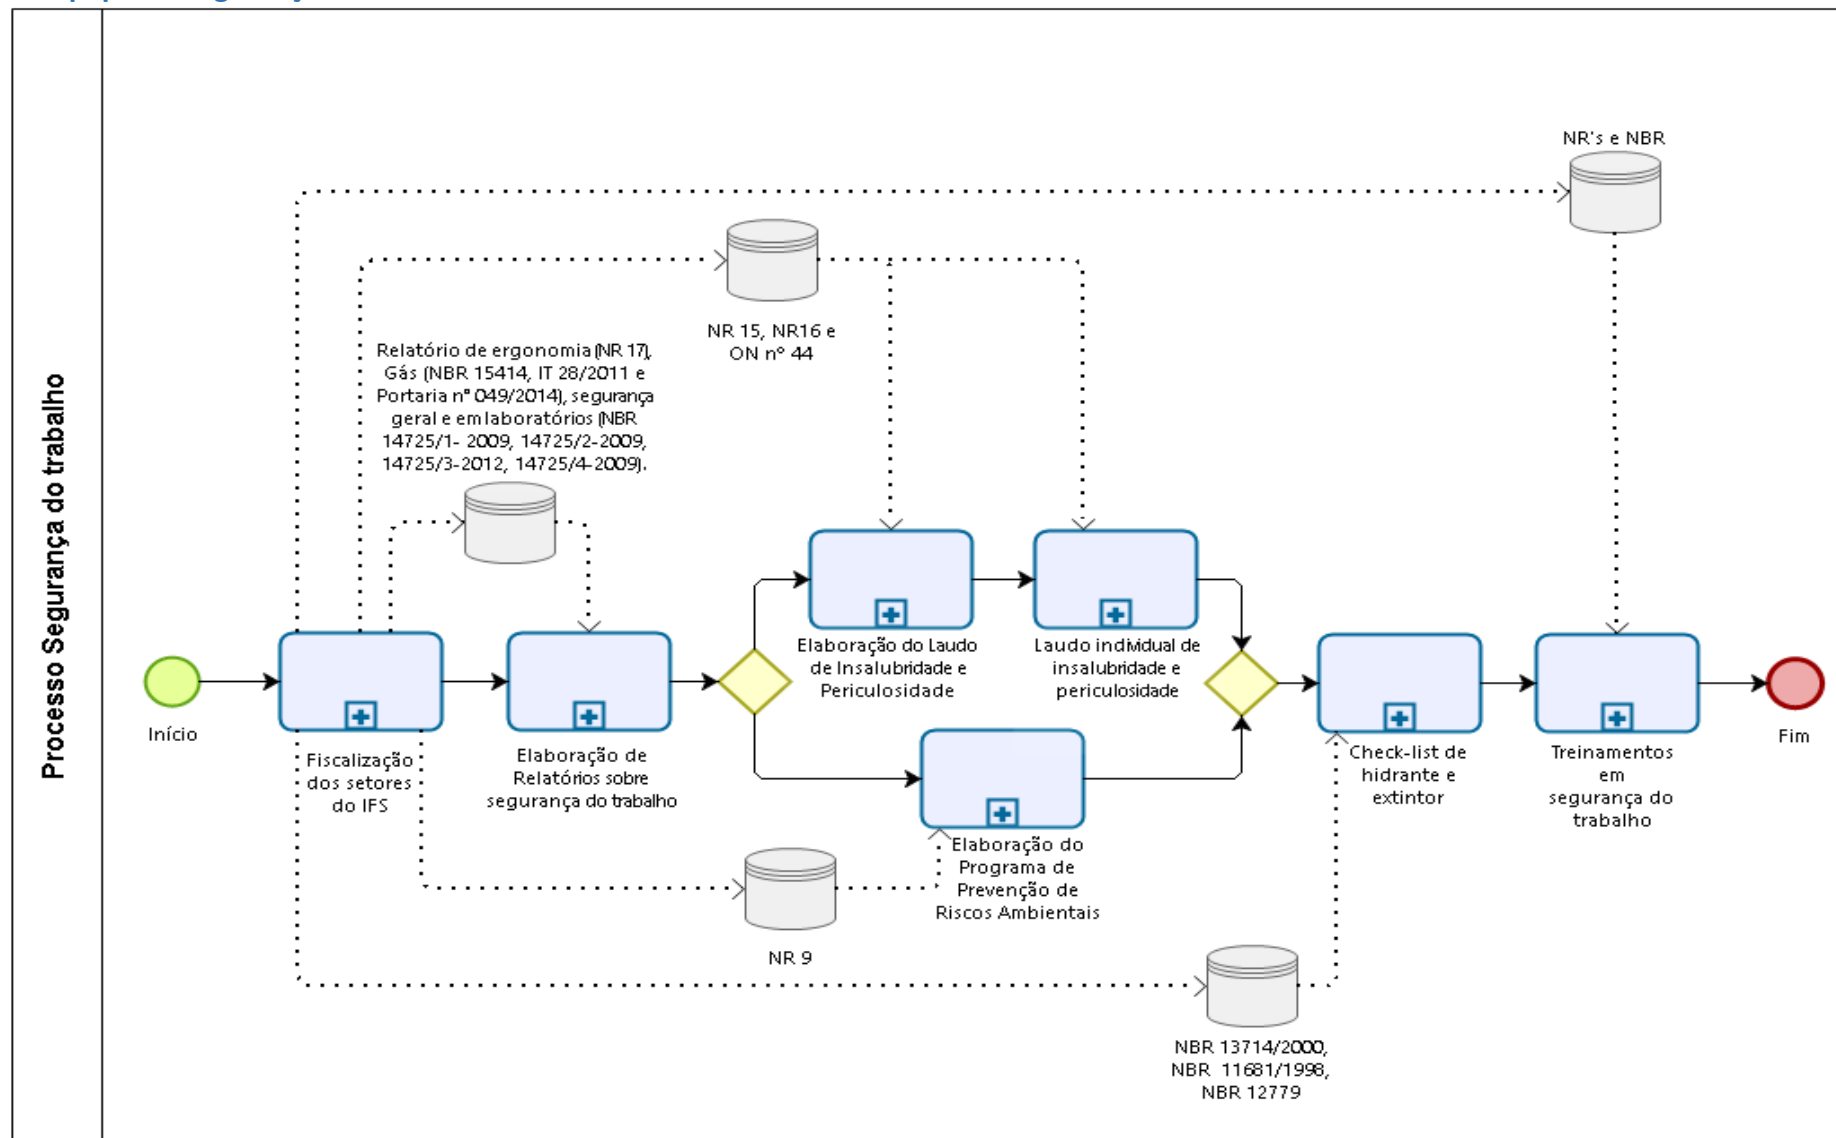 Processo Segurança do trabalho
NR's e NBR
NR 15, NR16 e
ON nº 44
Relatório de ergonomia (NR 17),
Gás (NBR 15414, IT 28/2011 e
Portaria n° 049/2014), segurança
geral e em laboratórios (NBR
14725/1- 2009, 14725/2-2009,
14725/3-2012, 14725/4-2009).
Início
Fiscalização
dos setores
do IFS
Elaboração de
Relatórios sobre
segurança do trabalho
Elaboração do Laudo
de Insalubridade e
Periculosidade
Laudo individual de
insalubridade e
periculosidade
Elaboração do
Programa de
Prevenção de
Riscos Ambientais
Check-list de
hidrante e
extintor
Treinamentos
em
segurança do
trabalho
Fim
NR 9
NBR 13714/2000,
NBR 11681/1998,
NBR 12779